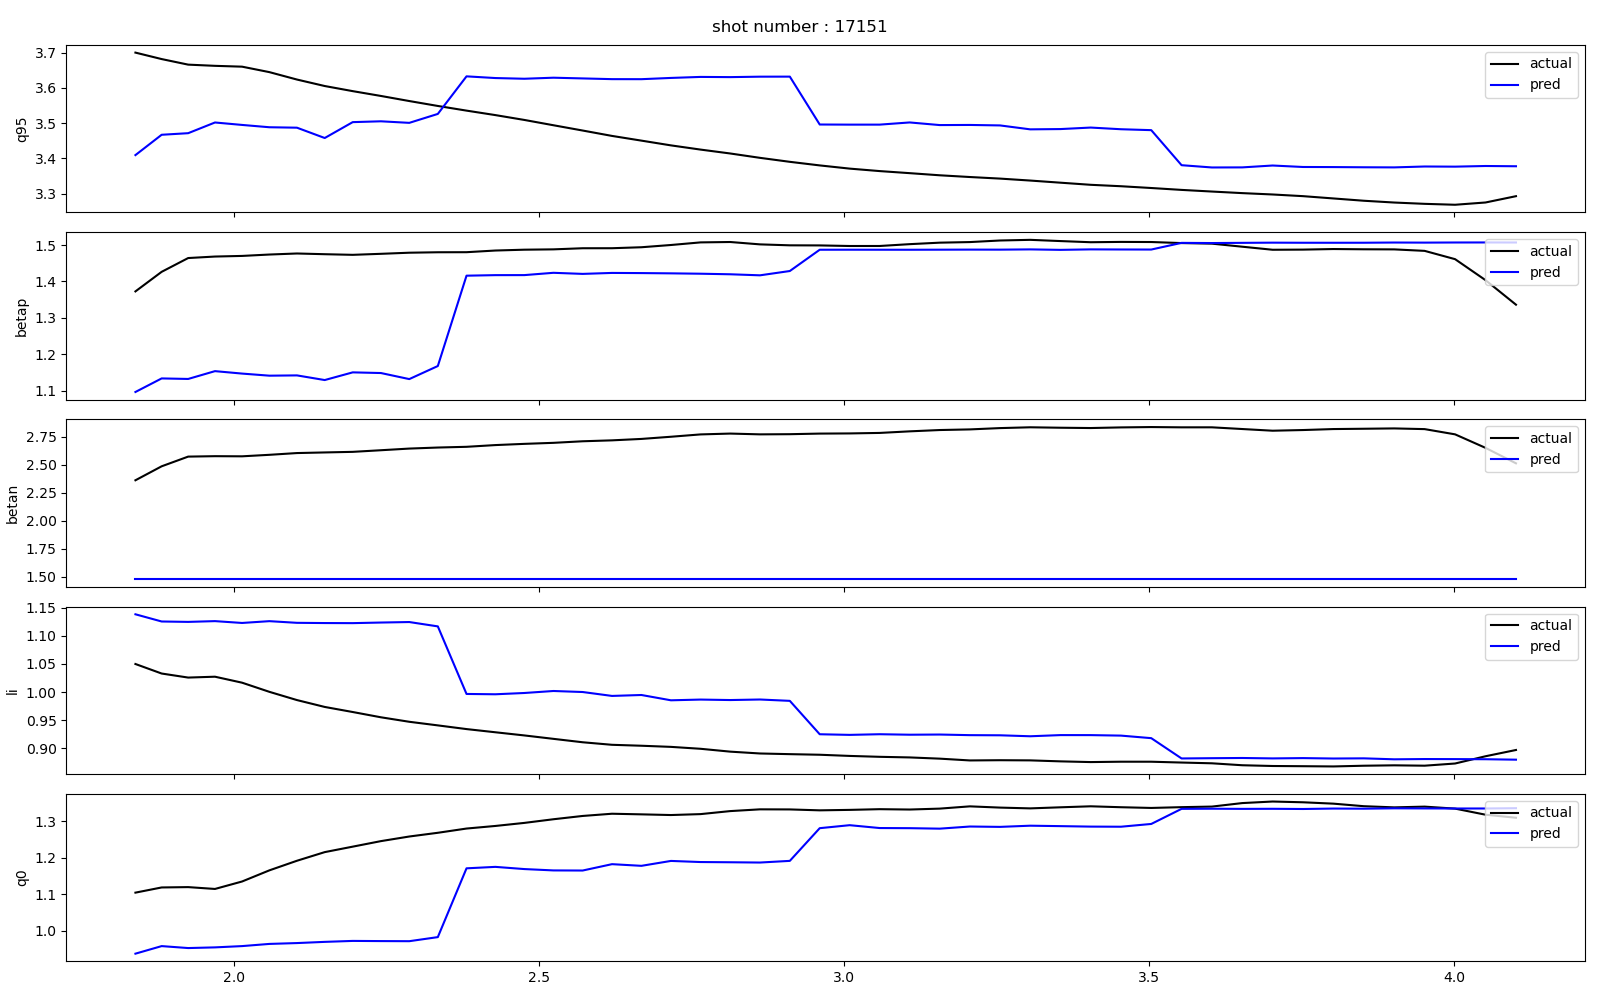 shot number : 17151
3.7
3.6
3.5
3.4
3.3
q95
actual
pred
1.5
1.4
1.3
1.2
1.1
betap
actual
pred
2.75
2.50
2.25
2.00
1.75
1.50
betan
actual
pred
1.15
1.10
1.05
1.00
0.95
0.90
li
actual
pred
1.3
1.2
1.1
1.0
q0
actual
pred
2.0 2.5 3.0 3.5 4.0